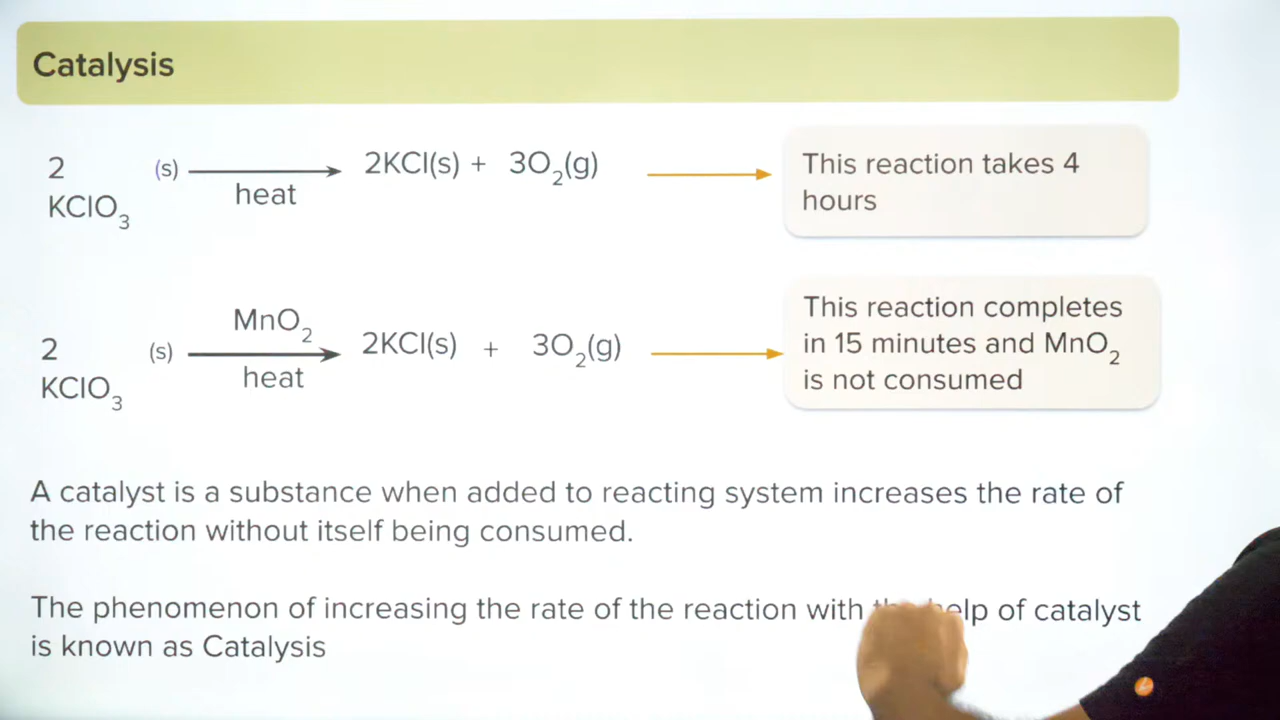 Catalysis
2 KClO₃ (s) ⟶ 2KCl(s) + 3O₂(g) ⟶ This reaction takes 4
heat
hours
MnO₂
2 KClO₃ (s) ⟶ 2KCl(s) + 3O₂(g) ⟶ This reaction completes
heat
in 15 minutes and MnO₂
is not consumed
A catalyst is a substance when added to reacting system increases the rate of
the reaction without itself being consumed.
The phenomenon of increasing the rate of the reaction with of catalyst
is known as Catalysis